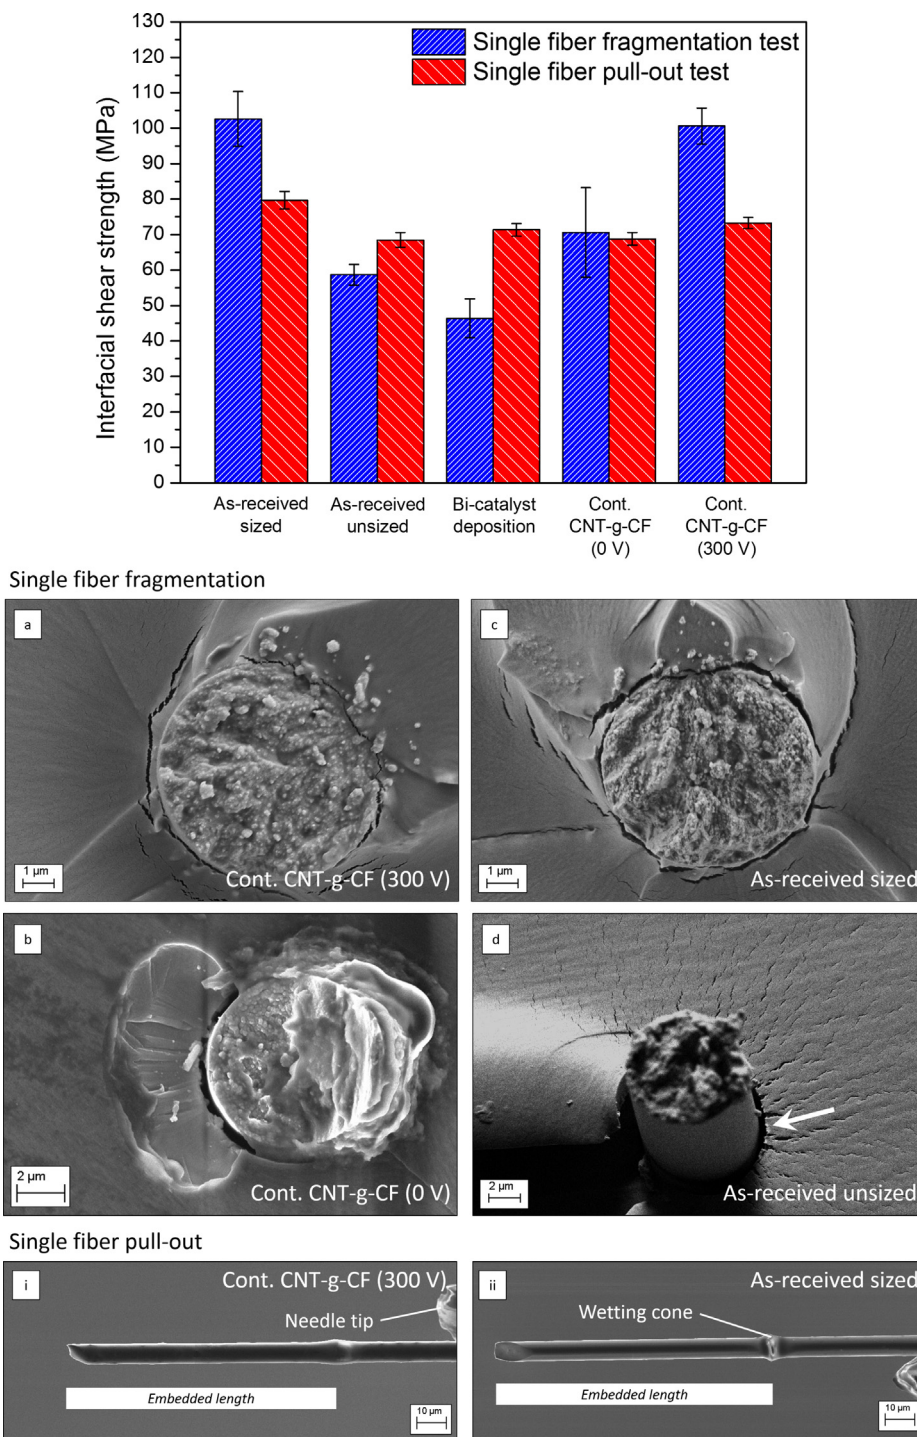 130
120
110
100
90
80
70
60
50
40
30
20
10
0
Interfacial shear strength (MPa)
Single fiber fragmentation test
Single fiber pull-out test
As-received
sized
As-received
unsized
Bi-catalyst
deposition
Cont.
CNT-g-CF
(0 V)
Cont.
CNT-g-CF
(300 V)
Single fiber fragmentation
a
1 µm
Cont. CNT-g-CF (300 V)
c
1 µm
As-received sized
b
2 µm
Cont. CNT-g-CF (0 V)
d
2 µm
As-received unsized
Single fiber pull-out
i
Cont. CNT-g-CF (300 V)
Needle tip
Embedded length
10 µm
ii
As-received sized
Wetting cone
Embedded length
10 µm